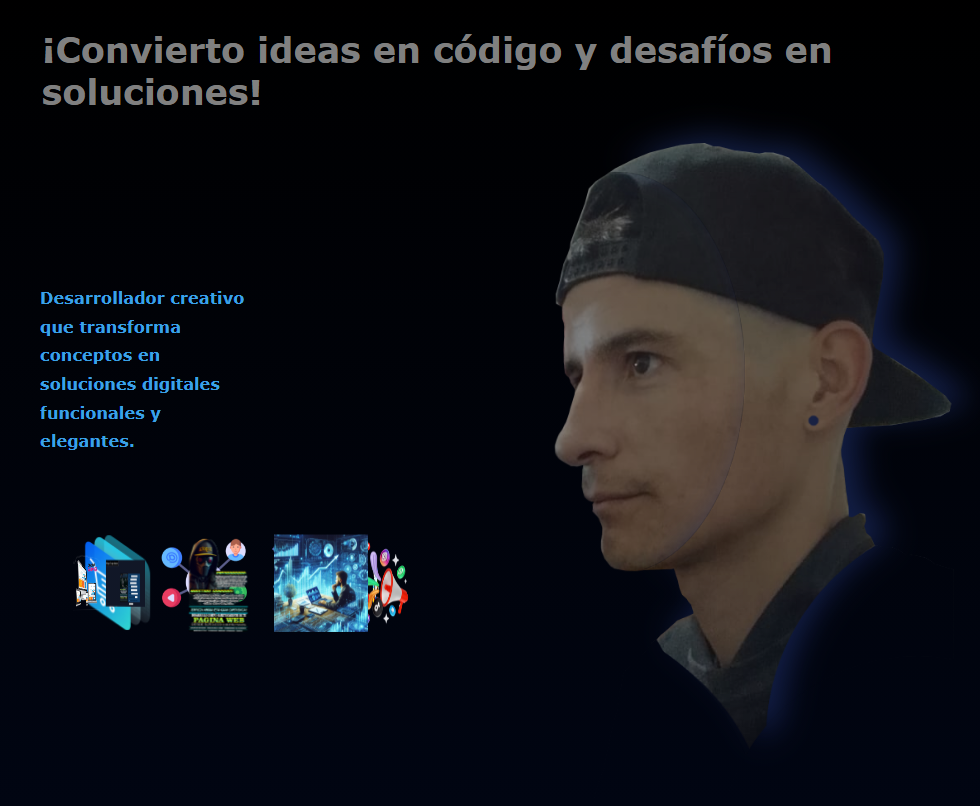 ¡Convierto ideas en código y desafíos en
soluciones!
Desarrollador creativo
que transforma
conceptos en
soluciones digitales
funcionales y
elegantes.
PAGINA WEB